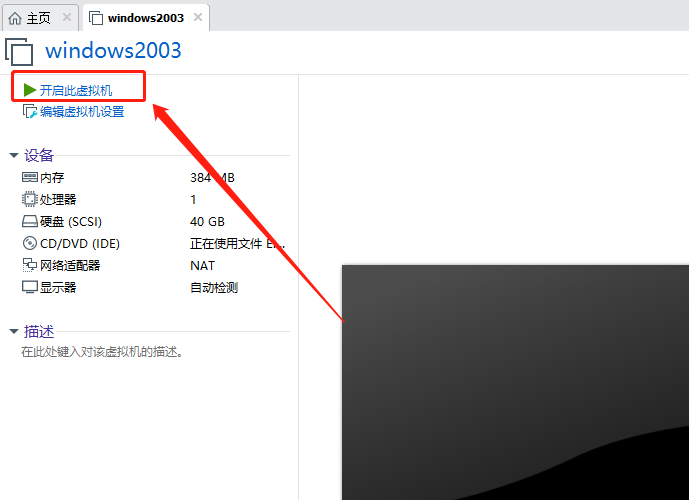 主页
windows2003
windows2003
开启此虚拟机
编辑虚拟机设置
设备
内存 384 MB
处理器 1
硬盘 (SCSI) 40 GB
CD/DVD (IDE) 正在使用文件 E:...
网络适配器 NAT
显示器 自动检测
描述
在此处键入对该虚拟机的描述。